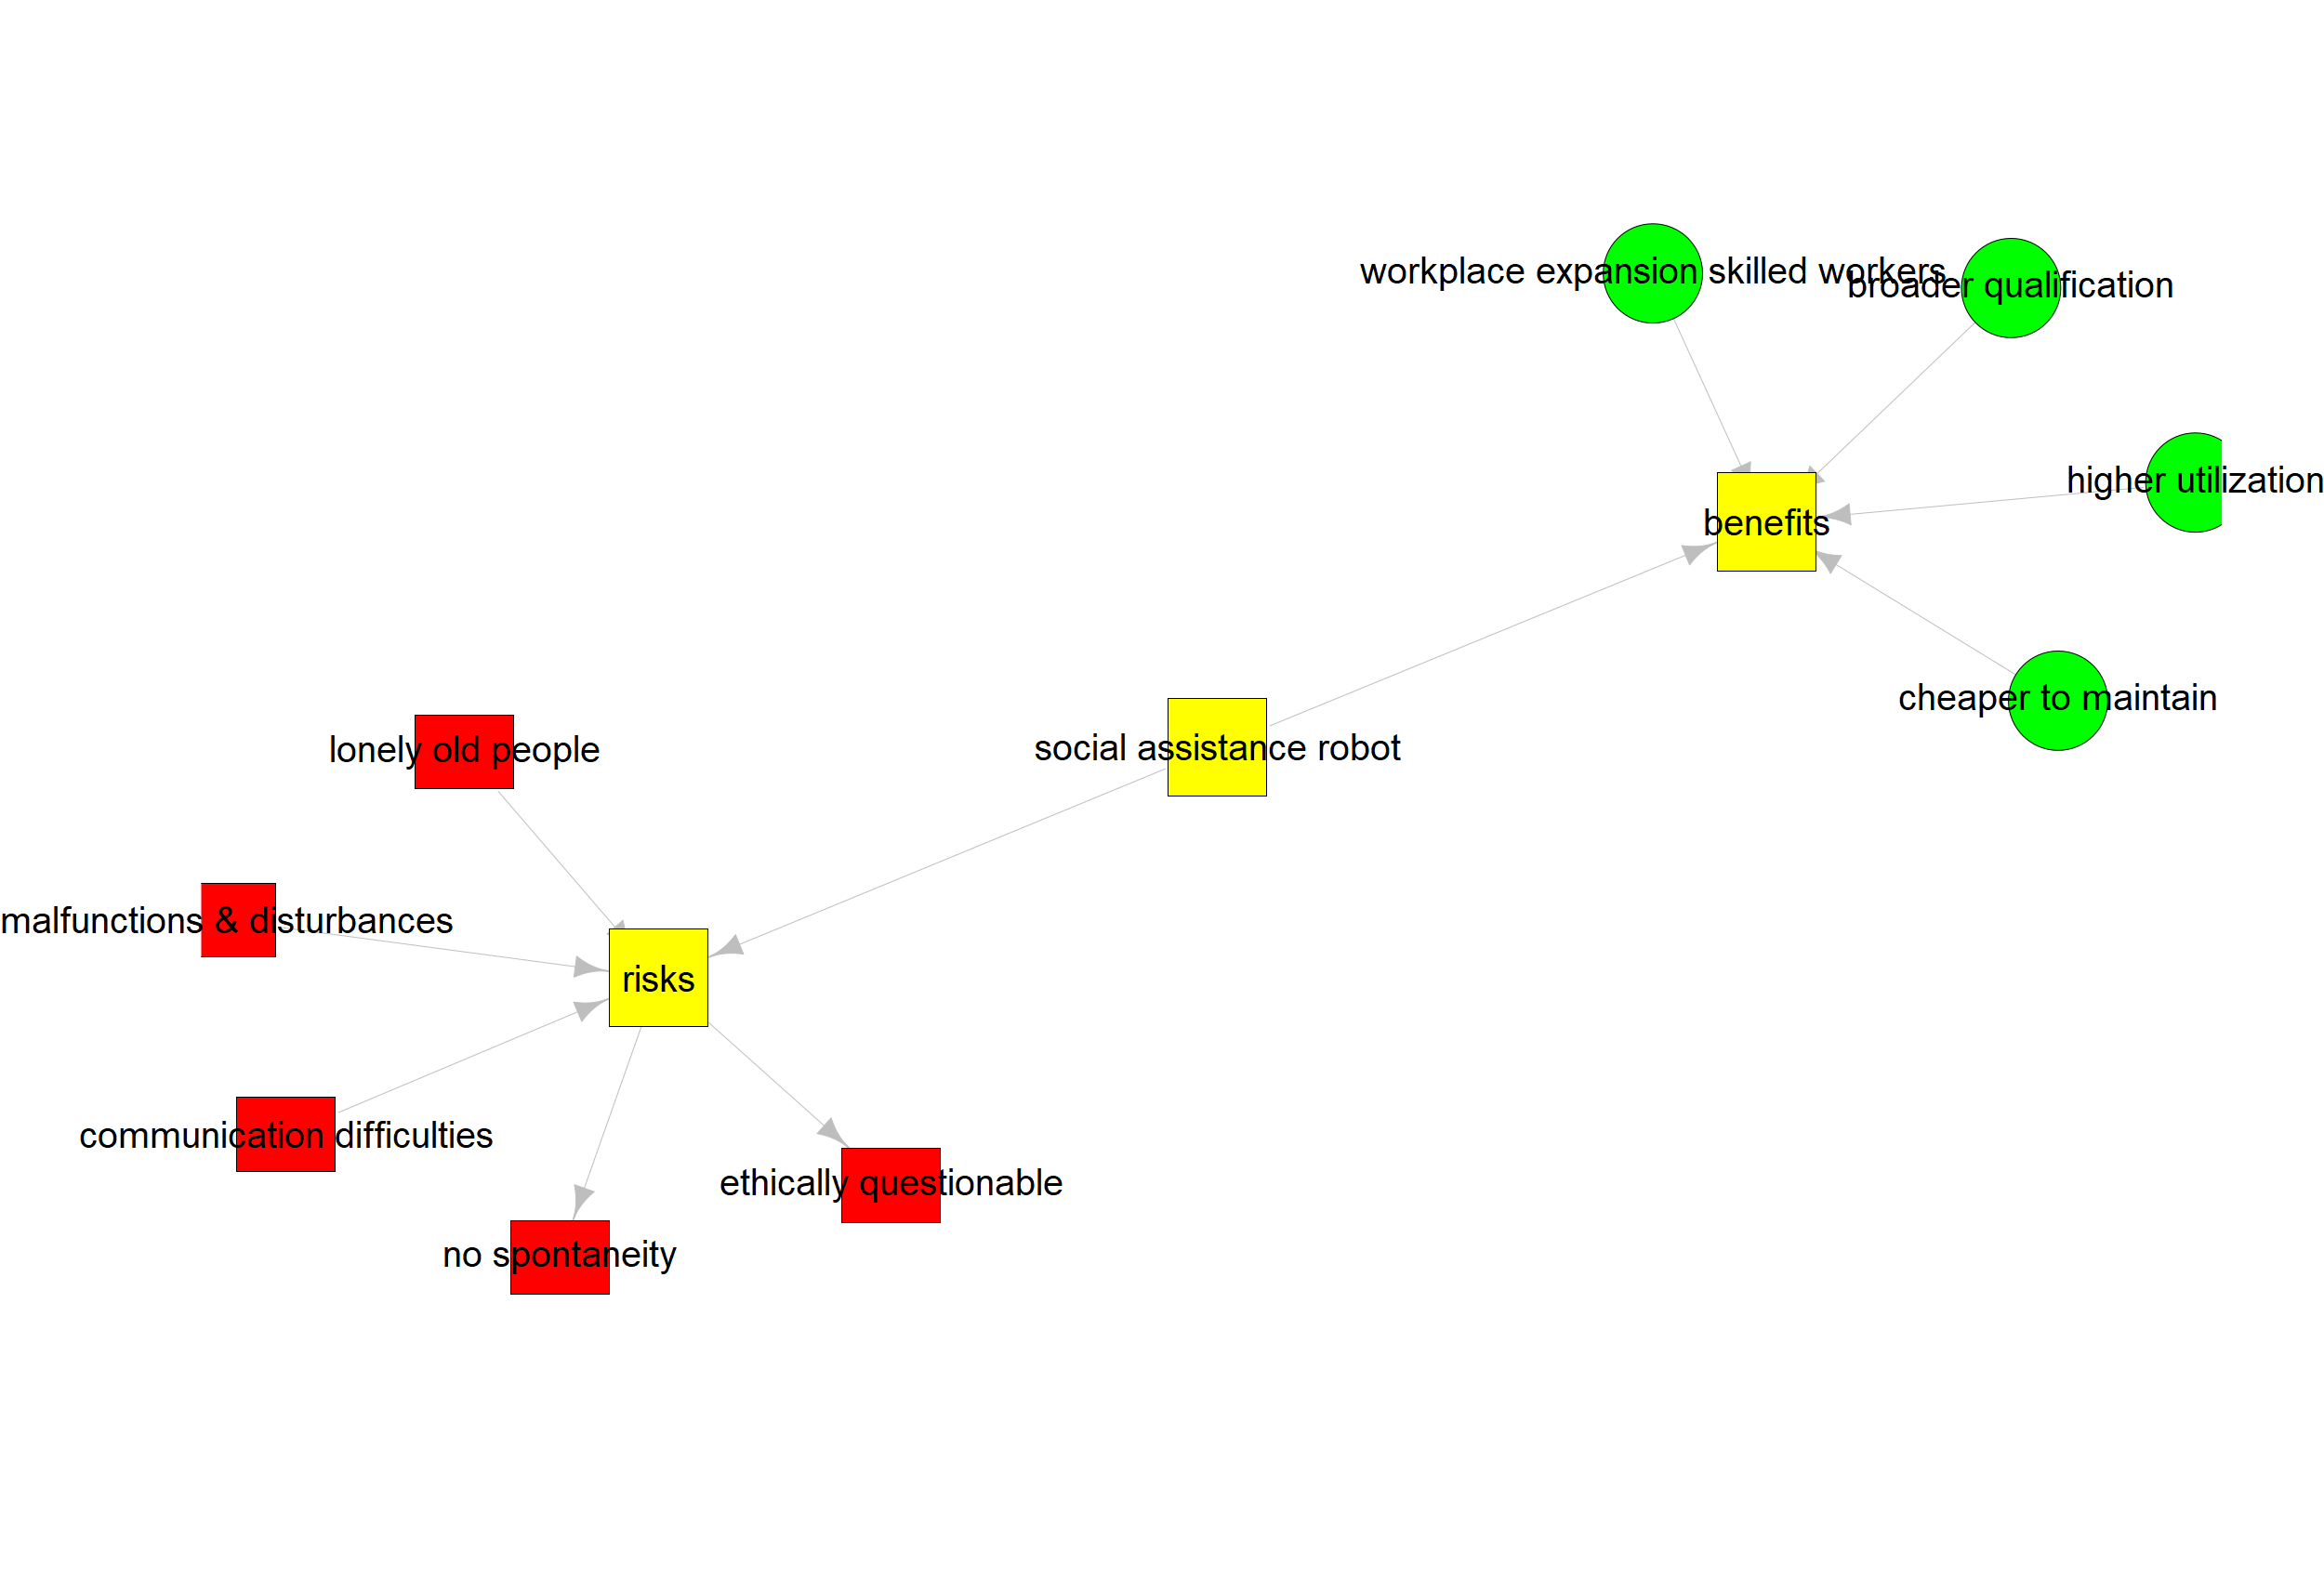 workplace expansion skilled workers
broader qualification
higher utilization
benefits
cheaper to maintain
social assistance robot
lonely old people
malfunctions & disturbances
risks
communication difficulties
ethically questionable
no spontaneity